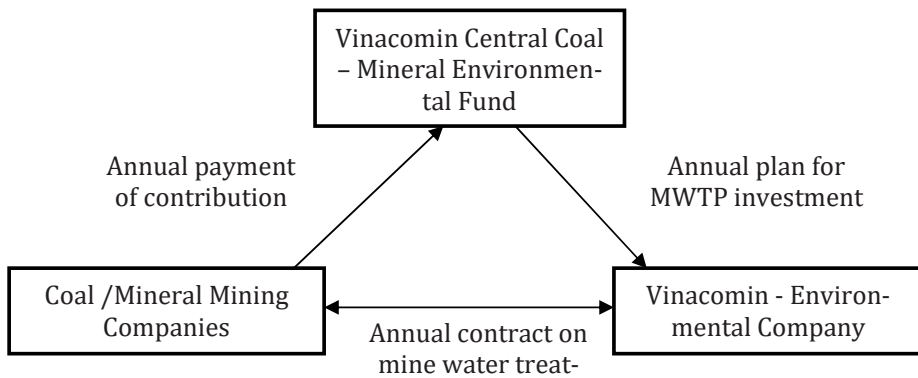 Vinacomin Central Coal
– Mineral Environmen-
tal Fund
Annual payment
of contribution
Annual plan for
MWTP investment
Coal /Mineral Mining
Companies
Vinacomin - Environ-
mental Company
Annual contract on
mine water treat-